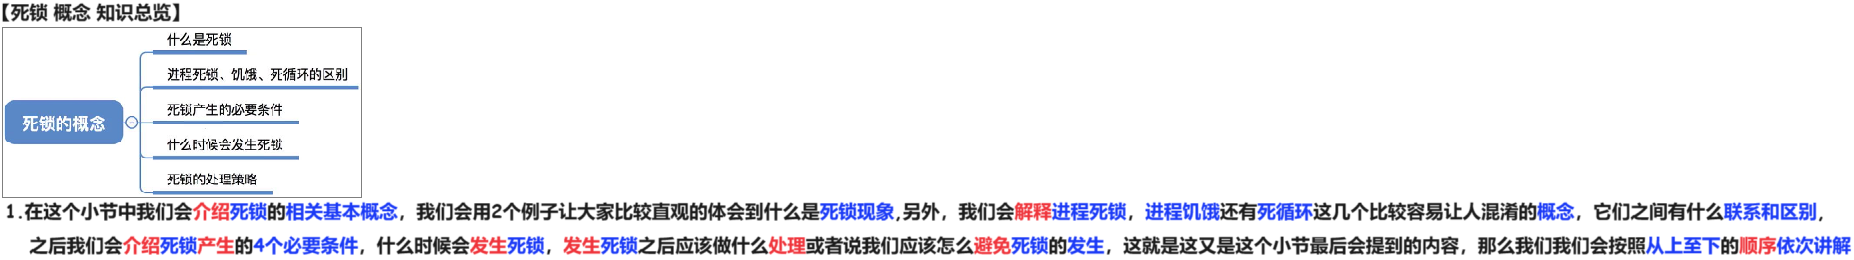 【死锁 概念 知识总览】
什么是死锁
进程死锁、饥饿、死循环的区别
死锁产生的必要条件
死锁的概念
什么时候会发生死锁
死锁的处理策略
1.在这个小节中我们会介绍死锁的相关基本概念，我们会用2个例子让大家比较直观的体会到什么是死锁现象,另外，我们会解释进程死锁，进程饥饿还有死循环这几个比较容易让人混淆的概念，它们之间有什么联系和区别，
之后我们会介绍死锁产生的4个必要条件，什么时候会发生死锁，发生死锁之后应该做什么处理或者说我们应该怎么避免死锁的发生，这就是这又是这个小节最后会提到的内容，那么我们我们会按照从上至下的顺序依次讲解